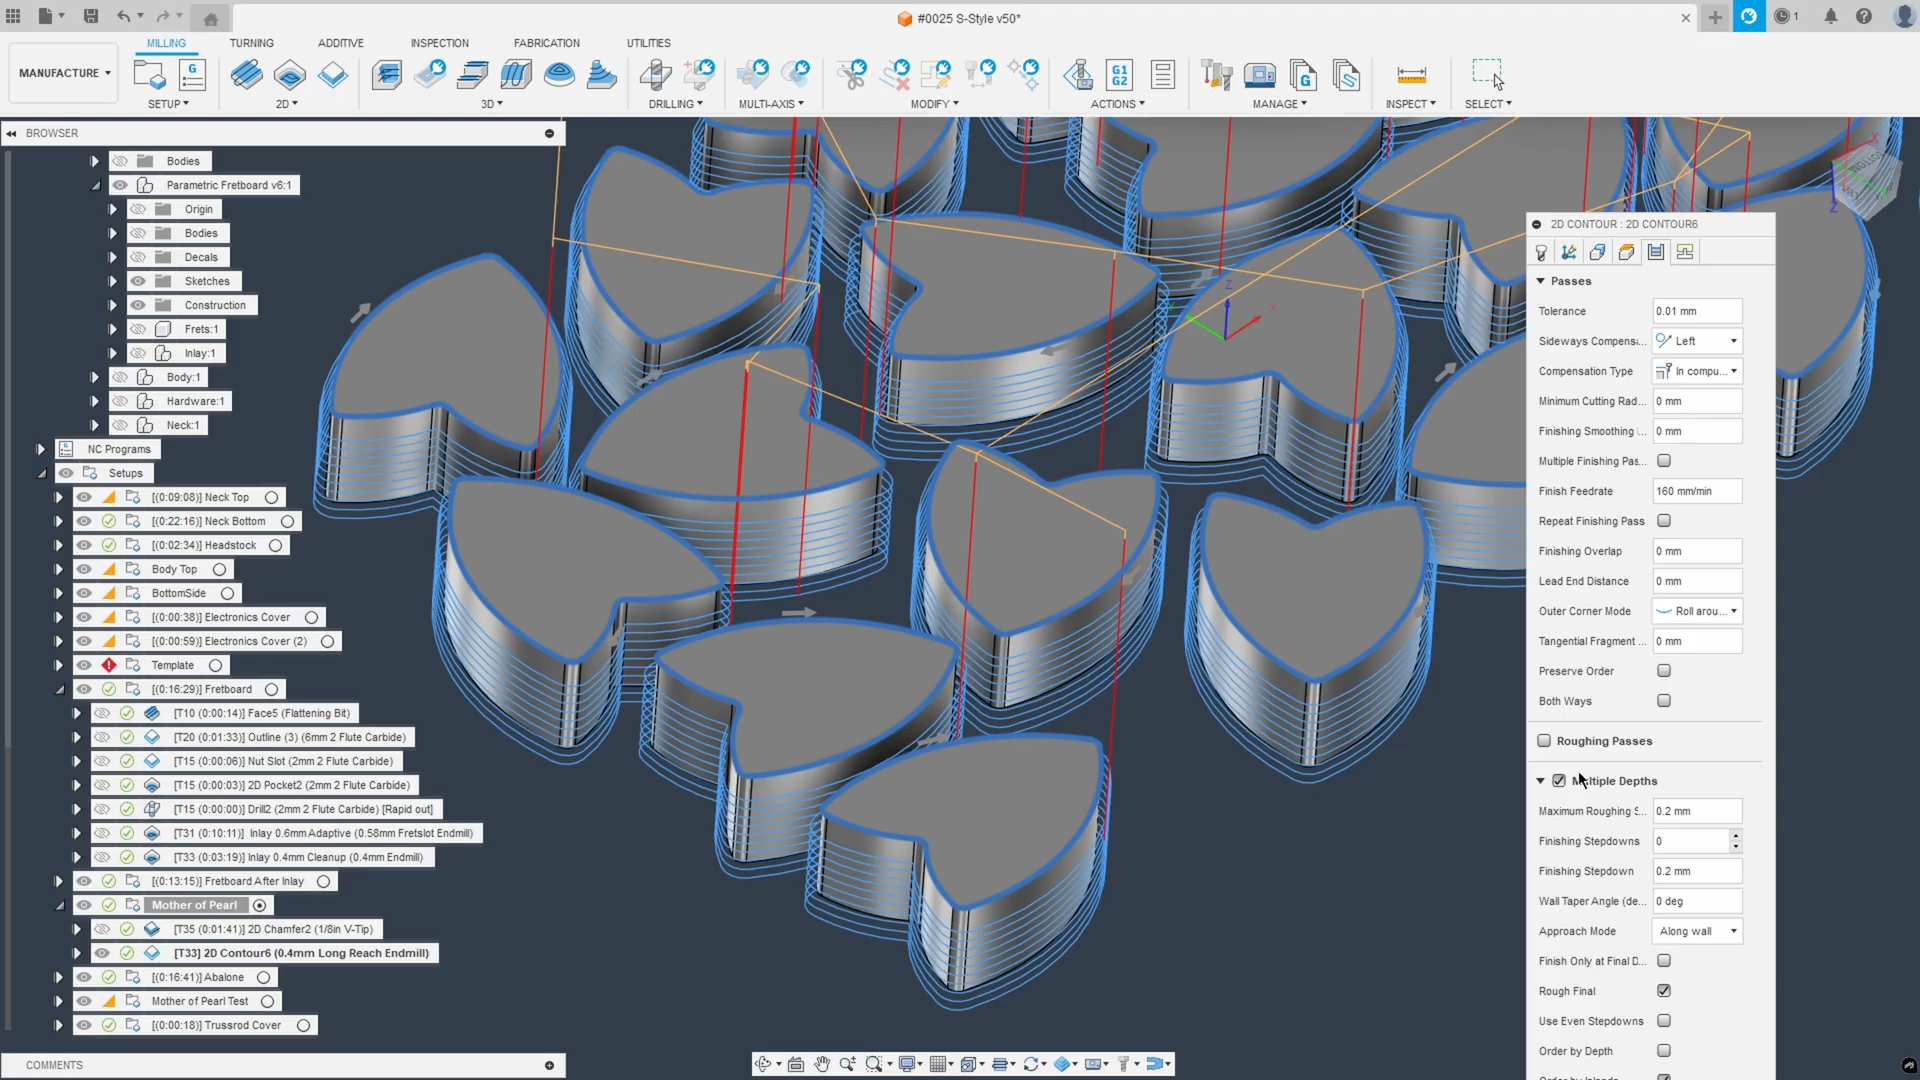 #0025 S-Style v50*
1
MANUFACTURE
MILLING
TURNING
ADDITIVE
INSPECTION
FABRICATION
UTILITIES
G
G1
G2
G
SETUP
2D
3D
DRILLING
MULTI-AXIS
MODIFY
ACTIONS
MANAGE
INSPECT
SELECT
BROWSER
Bodies
Parametric Fretboard v6:1
Origin
Bodies
Decals
Sketches
Construction
Frets:1
Inlay:1
Body:1
Hardware:1
Neck:1
NC Programs
Setups
[(0:09:08)] Neck Top
[(0:22:16)] Neck Bottom
[(0:02:34)] Headstock
Body Top
BottomSide
[(0:00:38)] Electronics Cover
[(0:00:59)] Electronics Cover (2)
Template
[(0:16:29)] Fretboard
[T10 (0:00:14)] Face5 (Flattening Bit)
[T20 (0:01:33)] Outline (3) (6mm 2 Flute Carbide)
[T15 (0:00:06)] Nut Slot (2mm 2 Flute Carbide)
[T15 (0:00:03)] 2D Pocket2 (2mm 2 Flute Carbide)
[T15 (0:00:00)] Drill2 (2mm 2 Flute Carbide) [Rapid out]
[T31 (0:10:11)] Inlay 0.6mm Adaptive (0.58mm Fretslot Endmill)
[T33 (0:03:19)] Inlay 0.4mm Cleanup (0.4mm Endmill)
[(0:13:15)] Fretboard After Inlay
Mother of Pearl
[T35 (0:01:41)] 2D Chamfer2 (1/8in V-Tip)
[T33] 2D Contour6 (0.4mm Long Reach Endmill)
[(0:16:41)] Abalone
Mother of Pearl Test
[(0:00:18)] Trussrod Cover
COMMENTS
Z
X
X
Z
BOTTOM
2D CONTOUR : 2D CONTOUR6
Passes
Tolerance 0.01 mm
Sideways Compensa... Left
Compensation Type In compu...
Minimum Cutting Rad... 0 mm
Finishing Smoothing 0 mm
Multiple Finishing Pas...
Finish Feedrate 160 mm/min
Repeat Finishing Pass
Finishing Overlap 0 mm
Lead End Distance 0 mm
Outer Corner Mode Roll arou...
Tangential Fragment ... 0 mm
Preserve Order
Both Ways
Roughing Passes
Multiple Depths
Maximum Roughing S... 0.2 mm
Finishing Stepdowns 0
Finishing Stepdown 0.2 mm
Wall Taper Angle (de... 0 deg
Approach Mode Along wall
Finish Only at Final D...
Rough Final
Use Even Stepdowns
Order by Depth